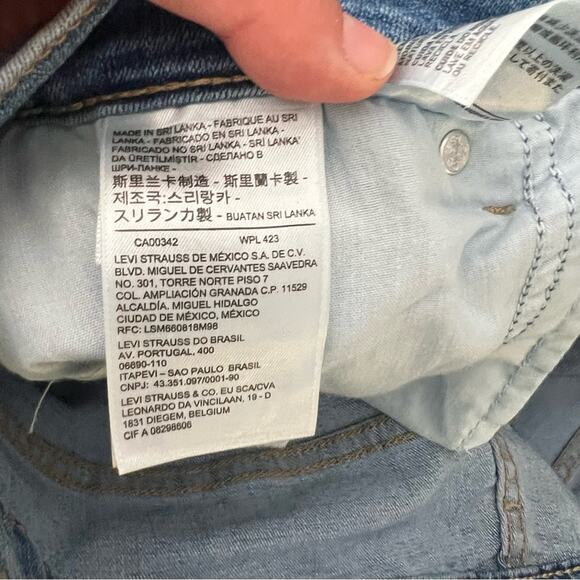 MADE IN SRI LANKA - FABRIQUE AU SRI
LANKA - FABRICADO EN SRI LANKA -
FABRICADO NO SRI LANKA - SRI LANKA'
DA ÜRETİLMİŞTİR - СДЕЛАНО В
ШРИ-ЛАНКЕ -
斯里兰卡制造 - 斯里蘭卡製 -
제조국:스리랑카 -
スリランカ製 - BUATAN SRI LANKA
CA00342 WPL 423
LEVI STRAUSS DE MÉXICO S.A. DE C.V.
BLVD. MIGUEL DE CERVANTES SAAVEDRA
NO. 301, TORRE NORTE PISO 7
COL. AMPLIACIÓN GRANADA C.P. 11529
ALCALDÍA. MIGUEL HIDALGO
CIUDAD DE MÉXICO, MÉXICO
RFC: LSM660818M98
LEVI STRAUSS DO BRASIL
AV. PORTUGAL, 400
06690-110
ITAPEVI – SAO PAULO BRASIL
CNPJ: 43.351.097/0001-90
LEVI STRAUSS & CO. EU SCA/CVA
LEONARDO DA VINCILAAN, 19 - D
1831 DIEGEM, BELGIUM
CIF A 08298606